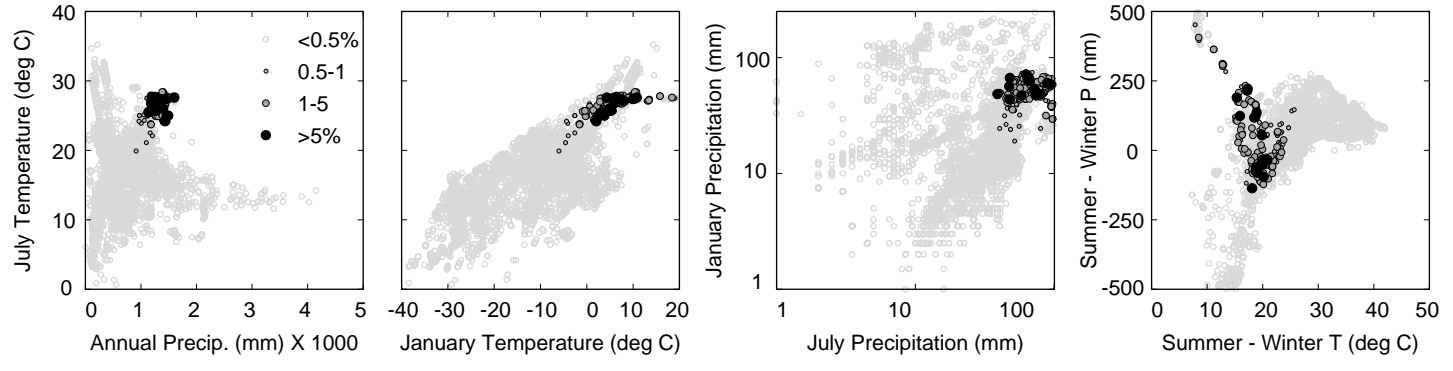 July Temperature (deg C)
40
30
20
10
0
<0.5%
0.5-1
1-5
>5%
0 1 2 3 4 5
Annual Precip. (mm) X 1000
-40 -30 -20 -10 0 10 20
January Temperature (deg C)
January Precipitation (mm)
100
10
1
1 10 100
July Precipitation (mm)
Summer - Winter P (mm)
500
250
0
-250
-500
0 10 20 30 40 50
Summer - Winter T (deg C)